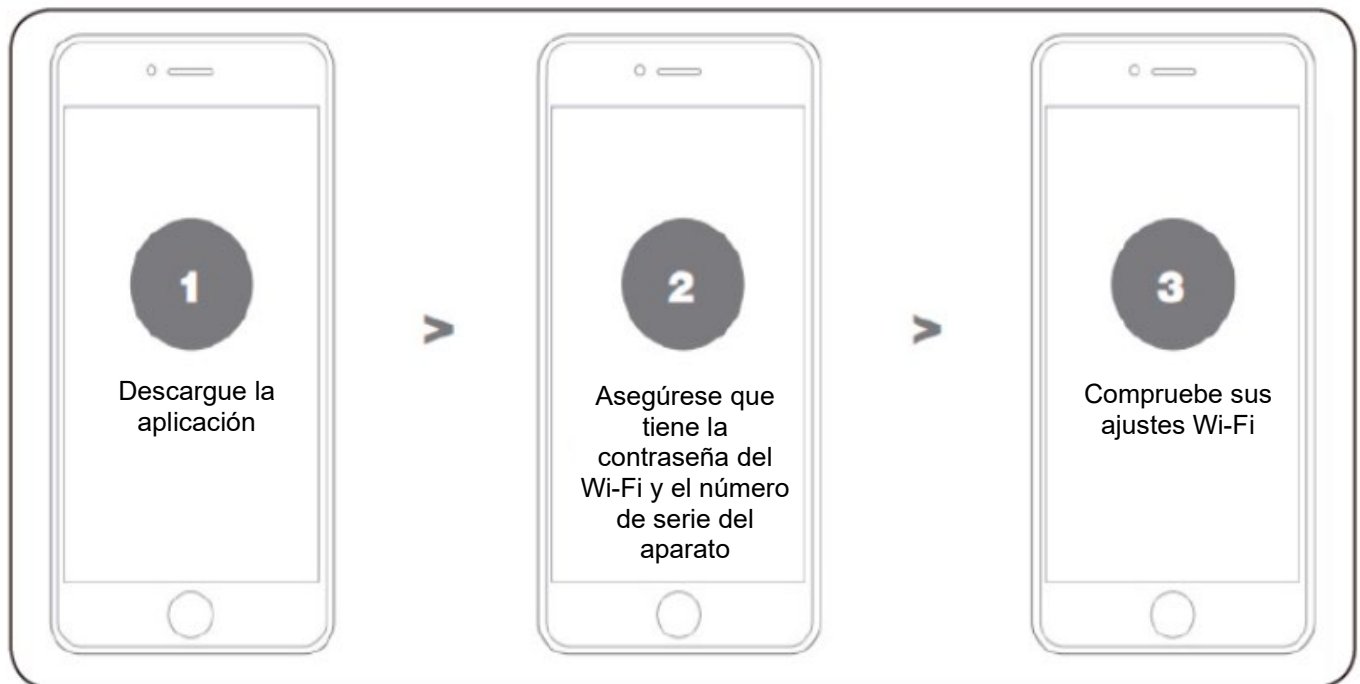 1
Descargue la
aplicación
>
2
Asegúrese que
tiene la
contraseña del
Wi-Fi y el número
de serie del
aparato
>
3
Compruebe sus
ajustes Wi-Fi